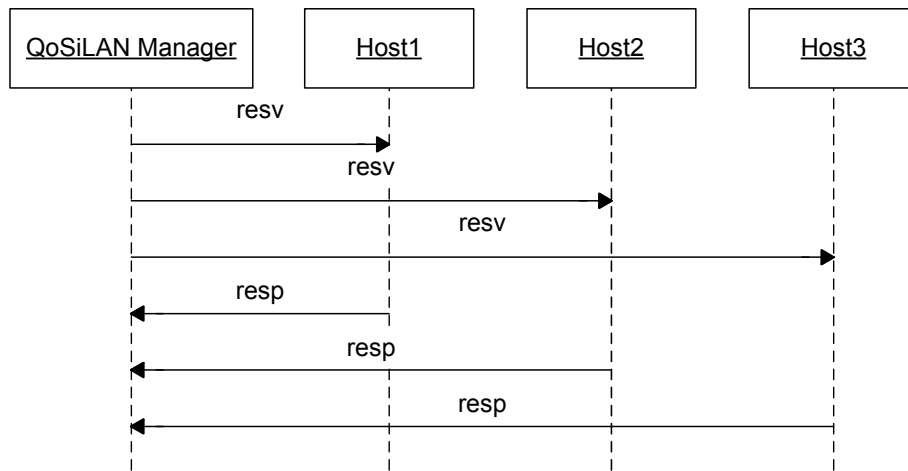 QoSiLAN Manager
Host1
Host2
Host3
resv
resv
resv
resp
resp
resp